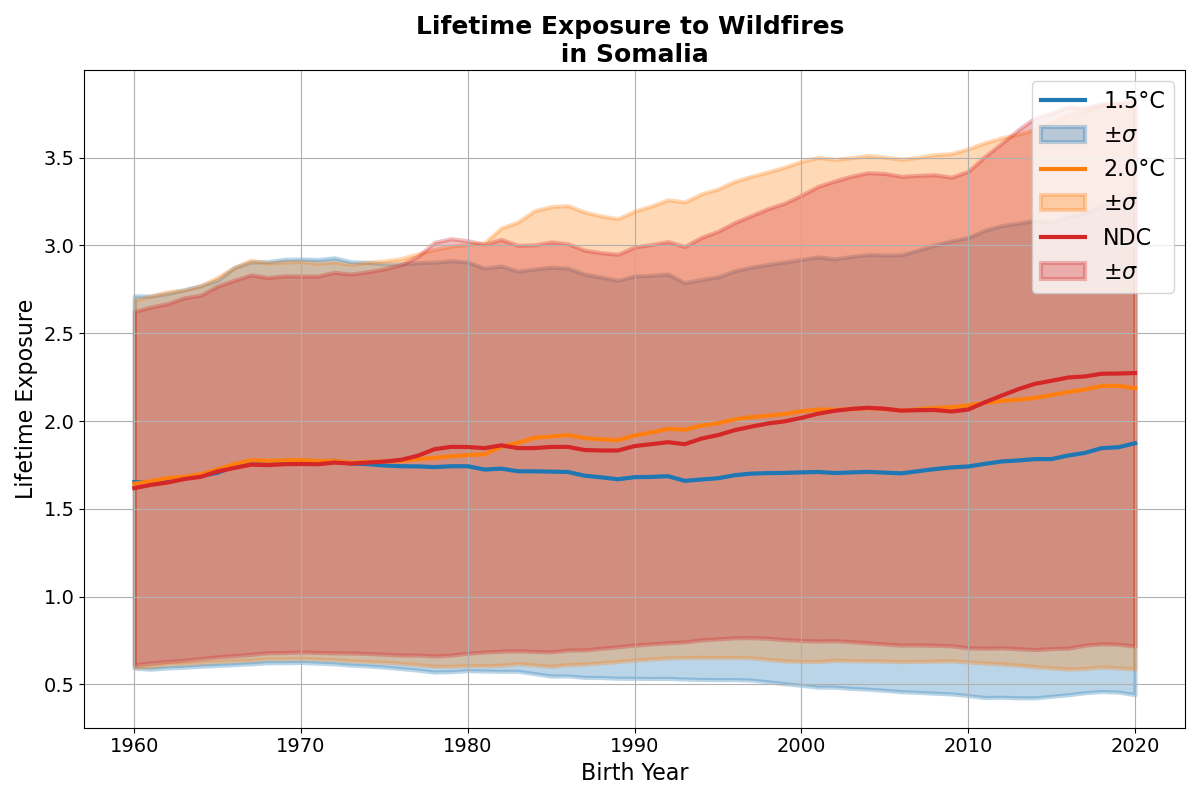 Lifetime Exposure to Wildfires
in Somalia
1.5°C
±σ
2.0°C
±σ
NDC
±σ
Lifetime Exposure
3.5
3.0
2.5
2.0
1.5
1.0
0.5
1960 1970 1980 1990 2000 2010 2020
Birth Year